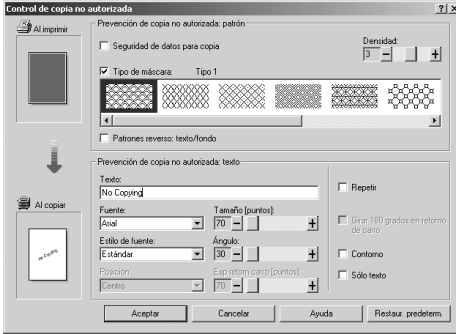 Control de copia no autorizada
Al imprimir
Prevención de copia no autorizada: patrón
Seguridad de datos para copia
Densidad:
3
Tipo de máscara: Tipo 1
Patrones reverso: texto/fondo
Al copiar
No Copying
Prevención de copia no autorizada: texto
Texto:
No Copying
Fuente:
Arial
Tamaño [puntos]:
70
Estilo de fuente:
Estándar
Ángulo:
30
Posición:
Centro
Esp retorn carro [puntos]:
70
Repetir
Girar 180 grados en retorno
de carro
Contorno
Sólo texto
Aceptar
Cancelar
Ayuda
Restaur. predeterm.